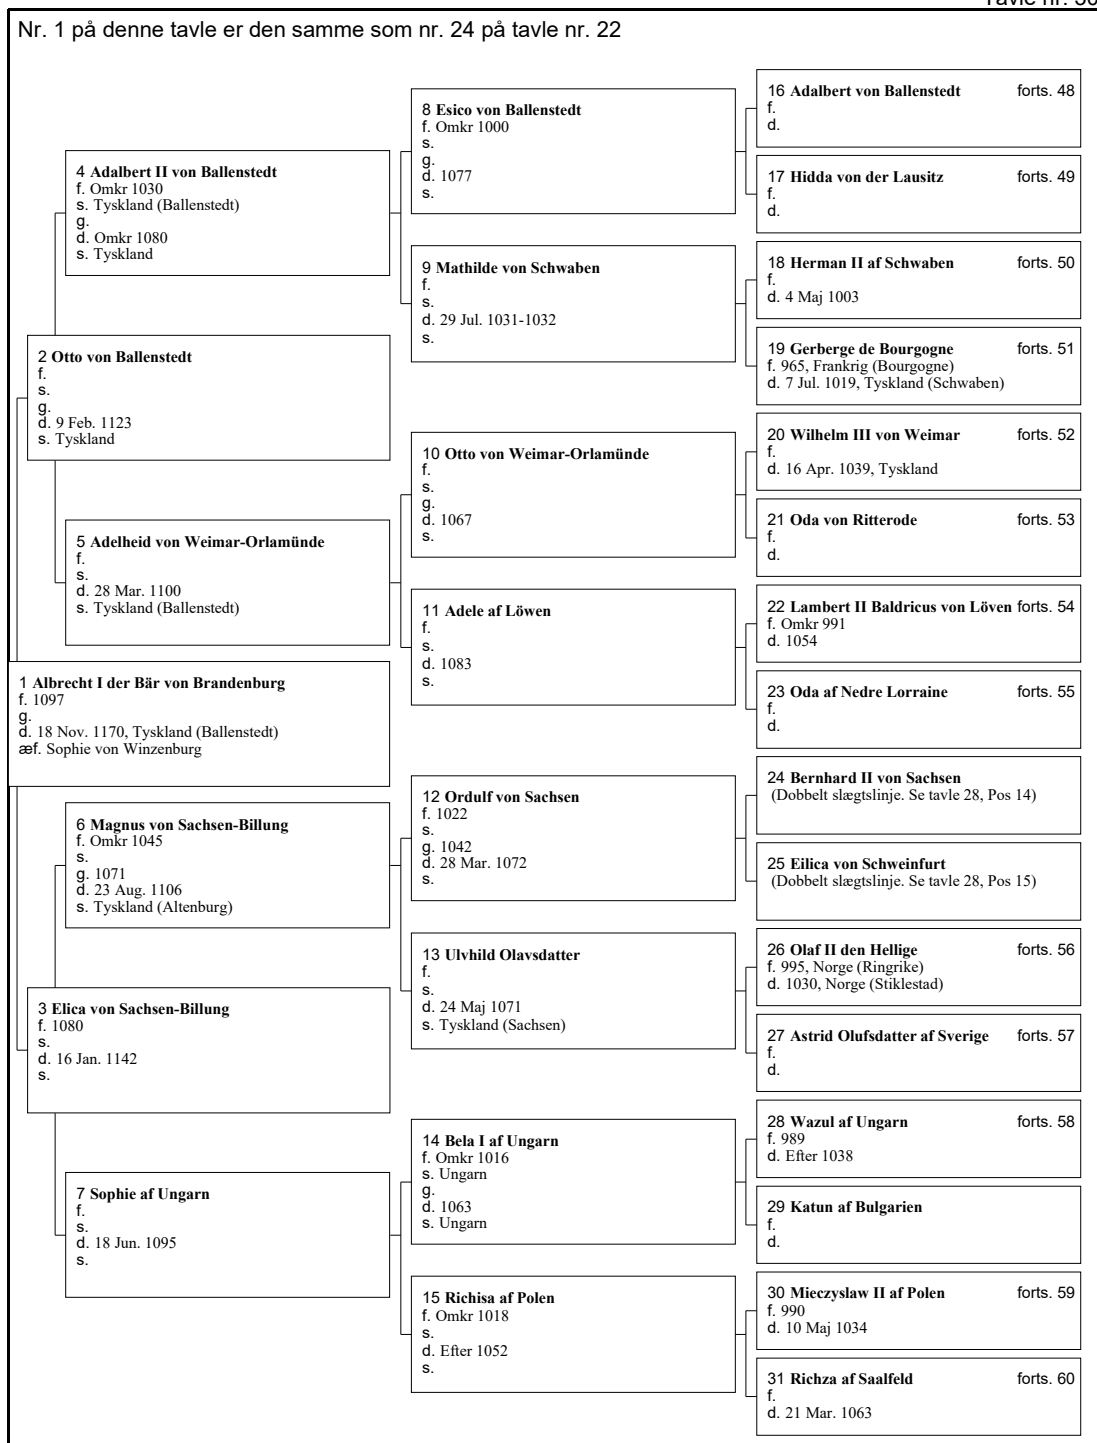 Nr. 1 på denne tavle er den samme som nr. 24 på tavle nr. 22
16 Adalbert von Ballenstedt forts. 48
f.
d.
8 Esico von Ballenstedt
f. Omkr 1000
s.
g.
d. 1077
s.
4 Adalbert II von Ballenstedt
f. Omkr 1030
s. Tyskland (Ballenstedt)
g.
d. Omkr 1080
s. Tyskland
17 Hidda von der Lausitz forts. 49
f.
d.
9 Mathilde von Schwaben
f.
s.
d. 29 Jul. 1031-1032
s.
18 Herman II af Schwaben forts. 50
f.
d. 4 Maj 1003
2 Otto von Ballenstedt
f.
s.
g.
d. 9 Feb. 1123
s. Tyskland
19 Gerberge de Bourgogne forts. 51
f. 965, Frankrig (Bourgogne)
d. 7 Jul. 1019, Tyskland (Schwaben)
10 Otto von Weimar-Orlamünde
f.
s.
g.
d. 1067
s.
20 Wilhelm III von Weimar forts. 52
f.
d. 16 Apr. 1039, Tyskland
5 Adelheid von Weimar-Orlamünde
f.
s.
d. 28 Mar. 1100
s. Tyskland (Ballenstedt)
21 Oda von Ritterode forts. 53
f.
d.
11 Adele af Löwen
f.
s.
d. 1083
s.
22 Lambert II Baldricus von Löven forts. 54
f. Omkr 991
d. 1054
1 Albrecht I der Bär von Brandenburg
f. 1097
g.
d. 18 Nov. 1170, Tyskland (Ballenstedt)
æf. Sophie von Winzenburg
23 Oda af Nedre Lorraine forts. 55
f.
d.
24 Bernhard II von Sachsen
(Dobbelt slægtslinje. Se tavle 28, Pos 14)
12 Ordulf von Sachsen
f. 1022
s.
g. 1042
d. 28 Mar. 1072
s.
6 Magnus von Sachsen-Billung
f. Omkr 1045
s.
g. 1071
d. 23 Aug. 1106
s. Tyskland (Altenburg)
25 Eilica von Schweinfurt
(Dobbelt slægtslinje. Se tavle 28, Pos 15)
13 Ulvhild Olavsdatter
f.
s.
d. 24 Maj 1071
s. Tyskland (Sachsen)
26 Olaf II den Hellige forts. 56
f. 995, Norge (Ringrike)
d. 1030, Norge (Stiklestad)
3 Elica von Sachsen-Billung
f. 1080
s.
d. 16 Jan. 1142
s.
27 Astrid Olufsdatter af Sverige forts. 57
f.
d.
14 Bela I af Ungarn
f. Omkr 1016
s. Ungarn
g.
d. 1063
s. Ungarn
28 Wazul af Ungarn forts. 58
f. 989
d. Efter 1038
7 Sophie af Ungarn
f.
s.
d. 18 Jun. 1095
s.
29 Katun af Bulgarien
f.
d.
15 Richisa af Polen
f. Omkr 1018
s.
d. Efter 1052
s.
30 Mieczyslaw II af Polen forts. 59
f. 990
d. 10 Maj 1034
31 Richza af Saalfeld forts. 60
f.
d. 21 Mar. 1063